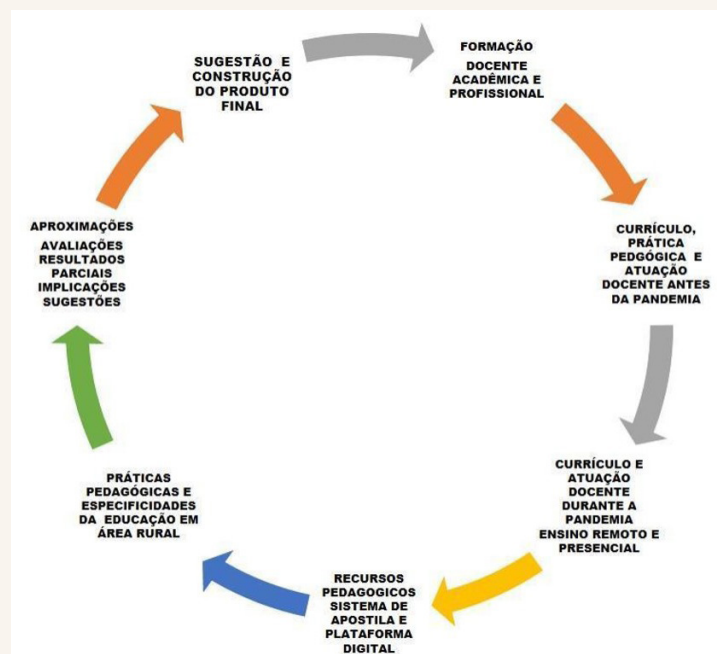 SUGESTÃO E
CONSTRUÇÃO
DO PRODUTO
FINAL
FORMAÇÃO
DOCENTE
ACADÊMICA E
PROFISSIONAL
CURRÍCULO,
PRÁTICA
PEDGÓGICA E
ATUAÇÃO
DOCENTE ANTES
DA PANDEMIA
CURRÍCULO E
ATUAÇÃO
DOCENTE
DURANTE A
PANDEMIA
ENSINO REMOTO E
PRESENCIAL
RECURSOS
PEDAGOGICOS
SISTEMA DE
APOSTILA E
PLATAFORMA
DIGITAL
PRÁTICAS
PEDAGÓGICAS E
ESPECIFICIDADES
DA EDUCAÇÃO EM
ÁREA RURAL
APROXIMAÇÕES
AVALIAÇÕES
RESULTADOS
PARCIAIS
IMPLICAÇÕES
SUGESTÕES